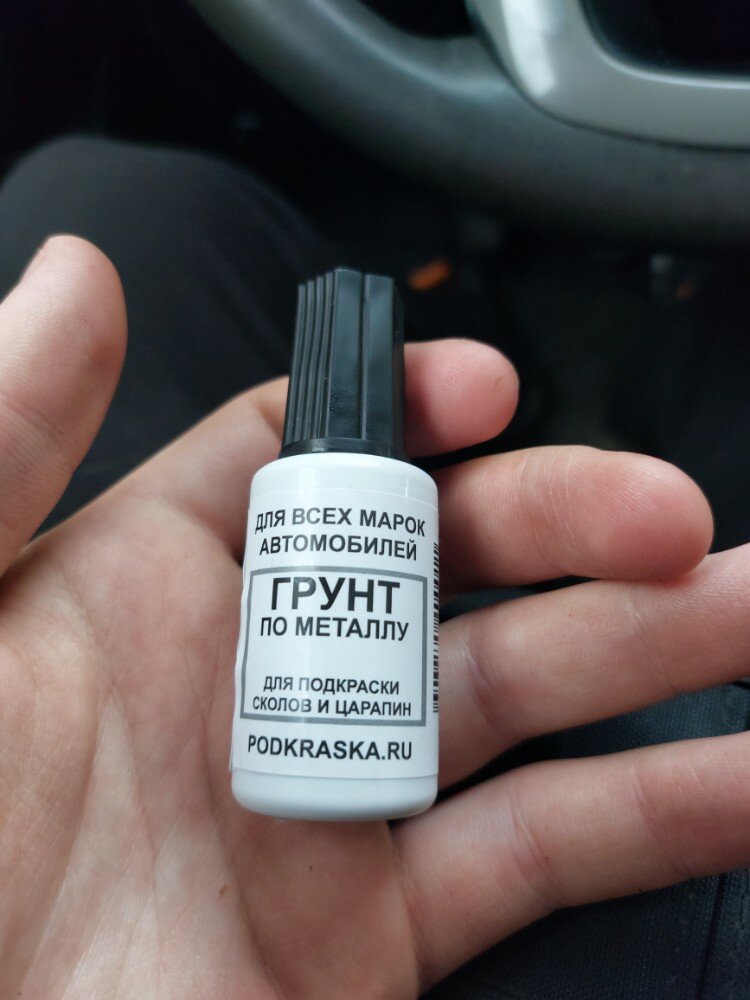 ДЛЯ ВСЕХ МАРОК
АВТОМОБИЛЕЙ
ГРУНТ
ПО МЕТАЛЛУ
ДЛЯ ПОДКРАСКИ
СКОЛОВ И ЦАРАПИН
PODKRASKA.RU